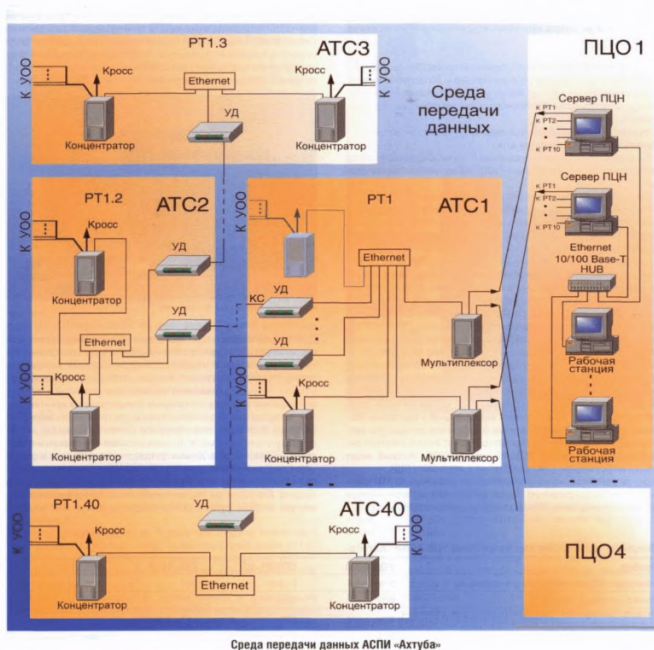 РТ1.3
АТС3
К УОО
Кросс
Ethernet
Кросс
К УОО
УД
Концентратор
Концентратор
Среда
передачи
данных
ПЦО1
Сервер ПЦН
к РТ1
к РТ2
к РТ10
Сервер ПЦН
к РТ1
к РТ2
к РТ10
Ethernet
10/100 Base-T
HUB
Рабочая
станция
Рабочая
станция
РТ1.2
АТС2
К УОО
Кросс
УД
Концентратор
УД
Ethernet
К УОО
Кросс
Концентратор
РТ1
АТС1
К УОО
Ethernet
КС
УД
УД
Мультиплексор
К УОО
Кросс
Концентратор
Мультиплексор
РТ1.40
УД
АТС40
К УОО
Кросс
Кросс
К УОО
Ethernet
Концентратор
Концентратор
ПЦО4
Среда передачи данных АСПИ «Ахтуба»